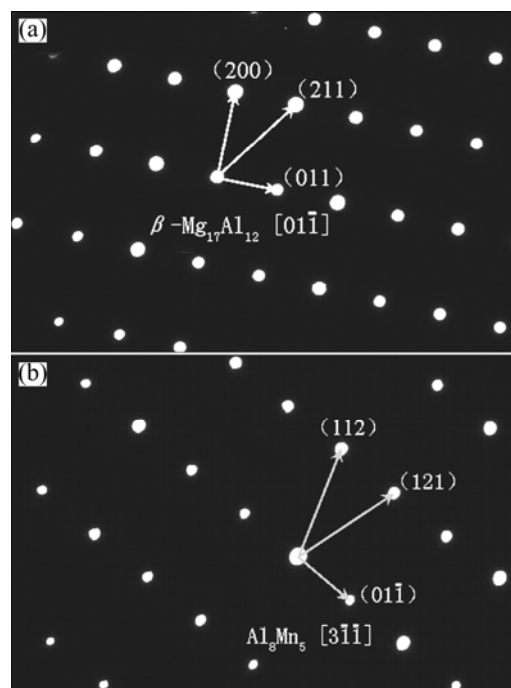 (a)
(200)
(211)
(011)
β-Mg₁₇Al₁₂ [011̄]
(b)
(112)
(121)
(011̄)
Al₈Mn₅ [31̄1̄]